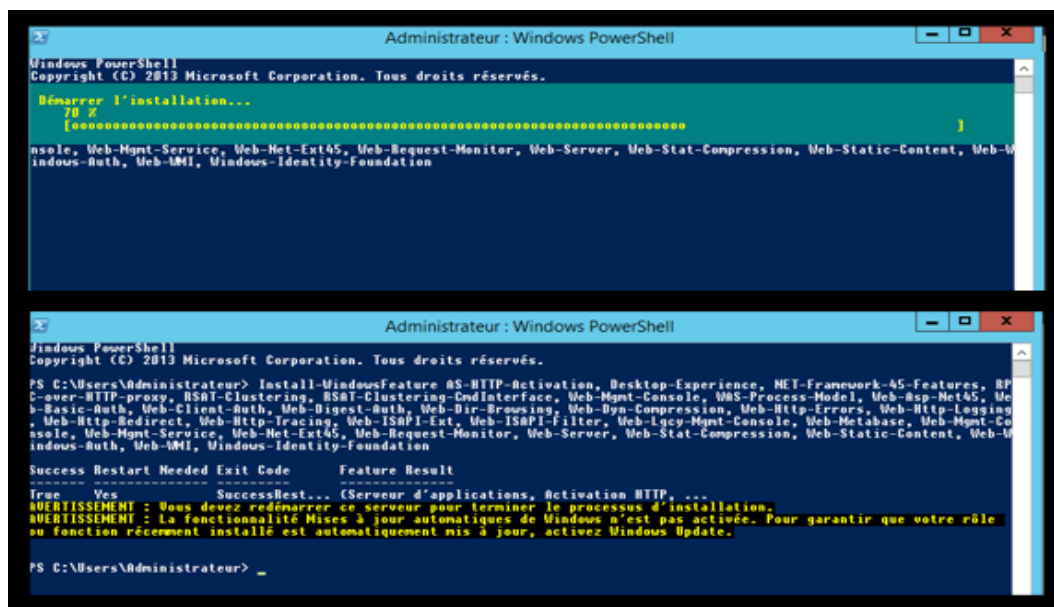 Administrateur : Windows PowerShell
Windows PowerShell
Copyright (C) 2013 Microsoft Corporation. Tous droits réservés.
Démarrer l'installation...
70 %
[oooooooooooooooooooooooooooooooooooooooooooooooooooooooooooooooooooooooooo ]
nsole, Web-Mgmt-Service, Web-Net-Ext45, Web-Request-Monitor, Web-Server, Web-Stat-Compression, Web-Static-Content, Web-W
indows-Auth, Web-WMI, Windows-Identity-Foundation
Administrateur : Windows PowerShell
Windows PowerShell
Copyright (C) 2013 Microsoft Corporation. Tous droits réservés.
PS C:\Users\Administrateur> Install-WindowsFeature AS-HTTP-Activation, Desktop-Experience, NET-Framework-45-Features, RP
C-over-HTTP-proxy, RSAT-Clustering, RSAT-Clustering-CmdInterface, Web-Mgmt-Console, WAS-Process-Model, Web-Asp-Net45, We
b-Basic-Auth, Web-Client-Auth, Web-Digest-Auth, Web-Dir-Browsing, Web-Dyn-Compression, Web-Http-Errors, Web-Http-Logging
, Web-Http-Redirect, Web-Http-Tracing, Web-ISAPI-Ext, Web-ISAPI-Filter, Web-Lgcy-Mgmt-Console, Web-Metabase, Web-Mgmt-Co
nsole, Web-Mgmt-Service, Web-Net-Ext45, Web-Request-Monitor, Web-Server, Web-Stat-Compression, Web-Static-Content, Web-W
indows-Auth, Web-WMI, Windows-Identity-Foundation
Success Restart Needed Exit Code Feature Result
------- -------------- --------- --------------
True Yes SuccessRest... {Serveur d'applications, Activation HTTP, ...
AVERTISSEMENT : Vous devez redémarrer ce serveur pour terminer le processus d'installation.
AVERTISSEMENT : La fonctionnalité Mises à jour automatiques de Windows n'est pas activée. Pour garantir que votre rôle
ou fonction récemment installé est automatiquement mis à jour, activez Windows Update.
PS C:\Users\Administrateur> _